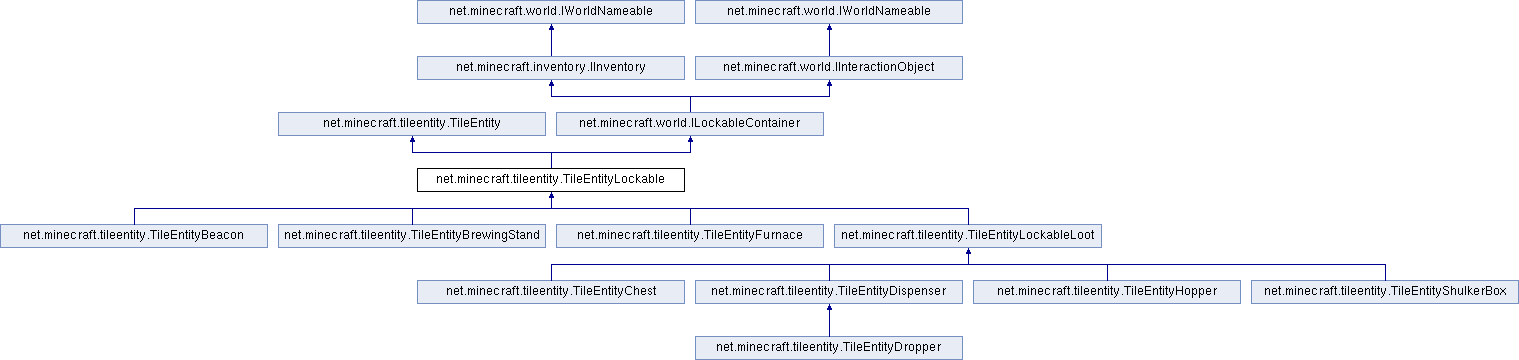 net.minecraft.world.IWorldNameable
net.minecraft.world.IWorldNameable
net.minecraft.inventory.IInventory
net.minecraft.world.IInteractionObject
net.minecraft.tileentity.TileEntity
net.minecraft.world.ILockableContainer
net.minecraft.tileentity.TileEntityLockable
net.minecraft.tileentity.TileEntityBeacon
net.minecraft.tileentity.TileEntityBrewingStand
net.minecraft.tileentity.TileEntityFurnace
net.minecraft.tileentity.TileEntityLockableLoot
net.minecraft.tileentity.TileEntityChest
net.minecraft.tileentity.TileEntityDispenser
net.minecraft.tileentity.TileEntityHopper
net.minecraft.tileentity.TileEntityShulkerBox
net.minecraft.tileentity.TileEntityDropper